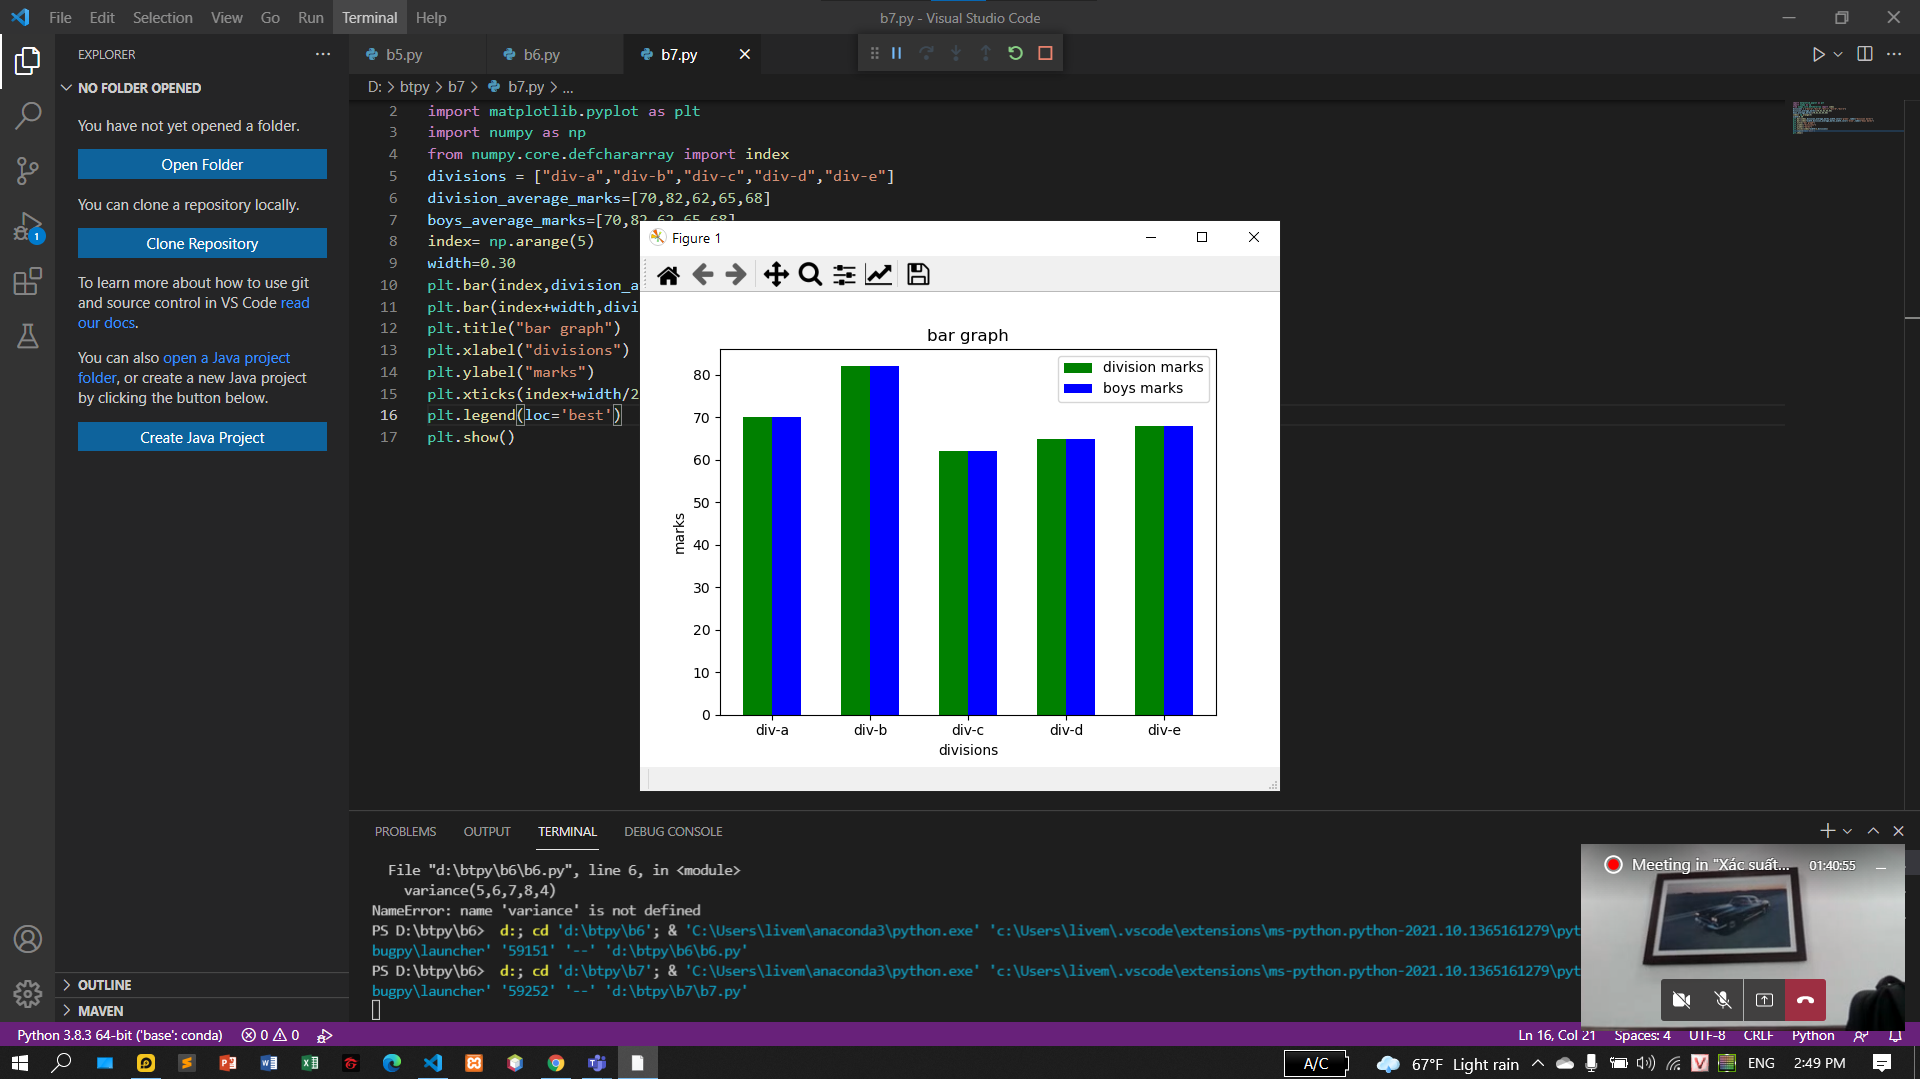 File Edit Selection View Go Run Terminal Help
b7.py - Visual Studio Code
EXPLORER
NO FOLDER OPENED
You have not yet opened a folder.
Open Folder
You can clone a repository locally.
Clone Repository
To learn more about how to use git
and source control in VS Code read
our docs.
You can also open a Java project
folder, or create a new Java project
by clicking the button below.
Create Java Project
OUTLINE
MAVEN
b5.py b6.py b7.py
D: > btpy > b7 > b7.py > ...
2 import matplotlib.pyplot as plt
3 import numpy as np
4 from numpy.core.defchararray import index
5 divisions = ["div-a","div-b","div-c","div-d","div-e"]
6 division_average_marks=[70,82,62,65,68]
7 boys_average_marks=[70,82,62,65,68]
8 index= np.arange(5)
9 width=0.30
10 plt.bar(index,division_a
11 plt.bar(index+width,divi
12 plt.title("bar graph")
13 plt.xlabel("divisions")
14 plt.ylabel("marks")
15 plt.xticks(index+width/2
16 plt.legend(loc='best')
17 plt.show()
Figure 1
bar graph
division marks
boys marks
marks
80
70
60
50
40
30
20
10
0
div-a div-b div-c div-d div-e
divisions
PROBLEMS OUTPUT TERMINAL DEBUG CONSOLE
File "d:\btpy\b6\b6.py", line 6, in <module>
variance(5,6,7,8,4)
NameError: name 'variance' is not defined
PS D:\btpy\b6> d:; cd 'd:\btpy\b6'; & 'C:\Users\livem\anaconda3\python.exe' 'c:\Users\livem\.vscode\extensions\ms-python.python-2021.10.1365161279\pyt
bugpy\launcher' '59151' '--' 'd:\btpy\b6\b6.py'
PS D:\btpy\b6> d:; cd 'd:\btpy\b7'; & 'C:\Users\livem\anaconda3\python.exe' 'c:\Users\livem\.vscode\extensions\ms-python.python-2021.10.1365161279\pyt
bugpy\launcher' '59252' '--' 'd:\btpy\b7\b7.py'
Meeting in "Xác suất... 01:40:55
Python 3.8.3 64-bit ('base': conda) 0 0
Ln 16, Col 21 Spaces: 4 UTF-8 CRLF Python
A/C 67°F Light rain ENG 2:49 PM